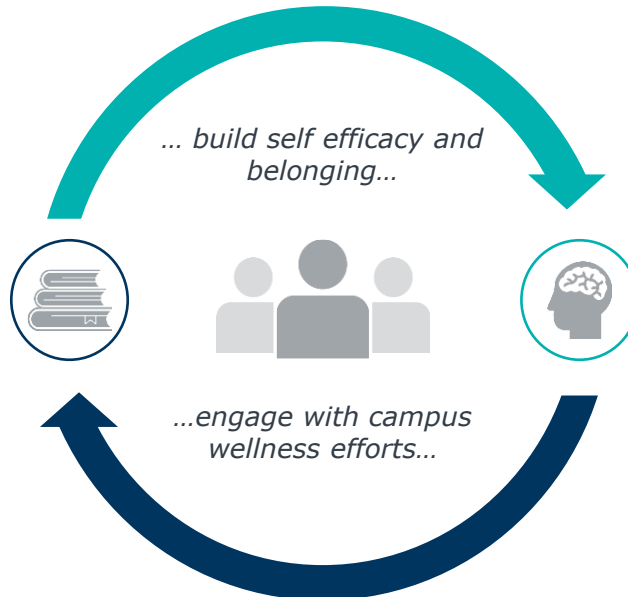 … build self efficacy and
belonging…
…engage with campus
wellness efforts…